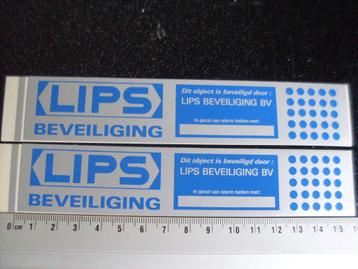 LIPS
BEVEILIGING
Dit object is beveiligd door :
LIPS BEVEILIGING BV
In geval van alarm bellen met:
LIPS
BEVEILIGING
Dit object is beveiligd door :
LIPS BEVEILIGING BV
In geval van alarm bellen met:
0 cm 1 2 3 4 5 6 7 8 9 10 11 12 13 14 15